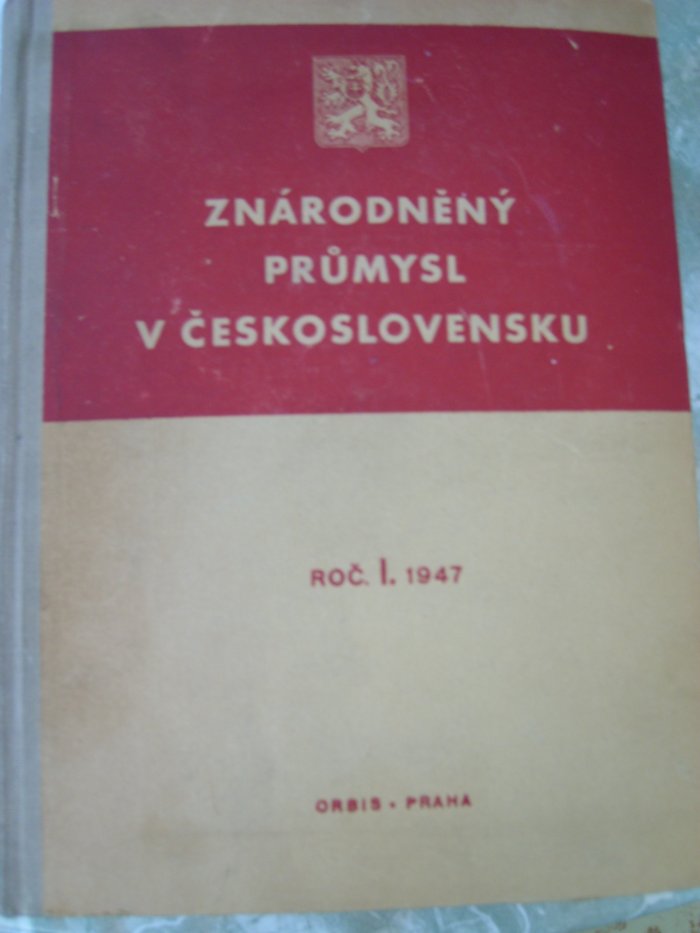 ZNÁRODNĚNÝ
PRŮMYSL
V ČESKOSLOVENSKU
ROČ. I. 1947
ORBIS • PRAHA